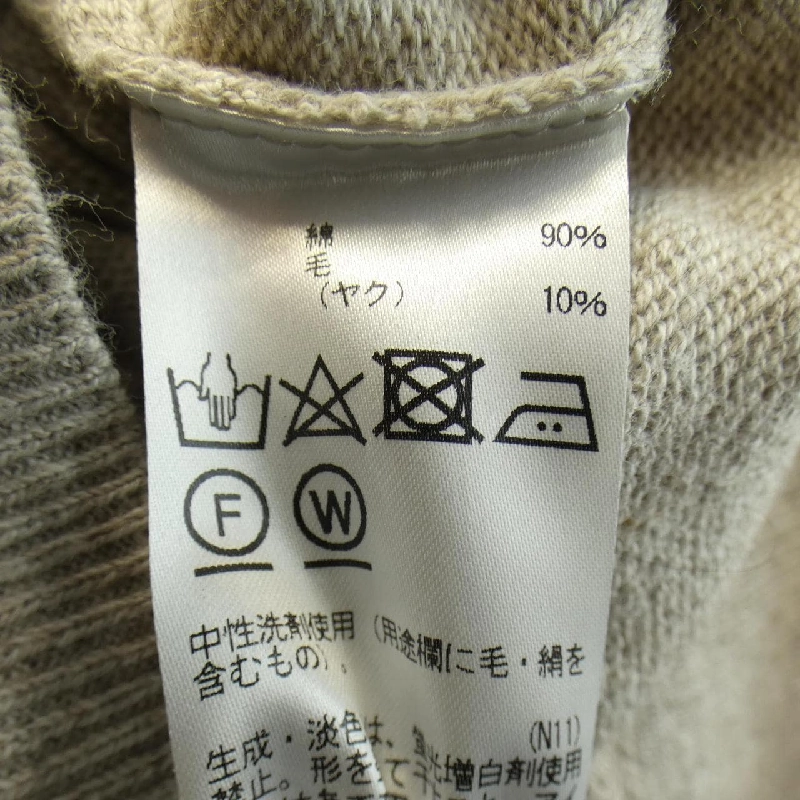 綿 90%
毛
(ヤク) 10%
F W
中性洗剤使用(用途欄に毛・絹を
含むもの)。
(N11)
生成・淡色は、蛍光増白剤使用
禁止。形を て